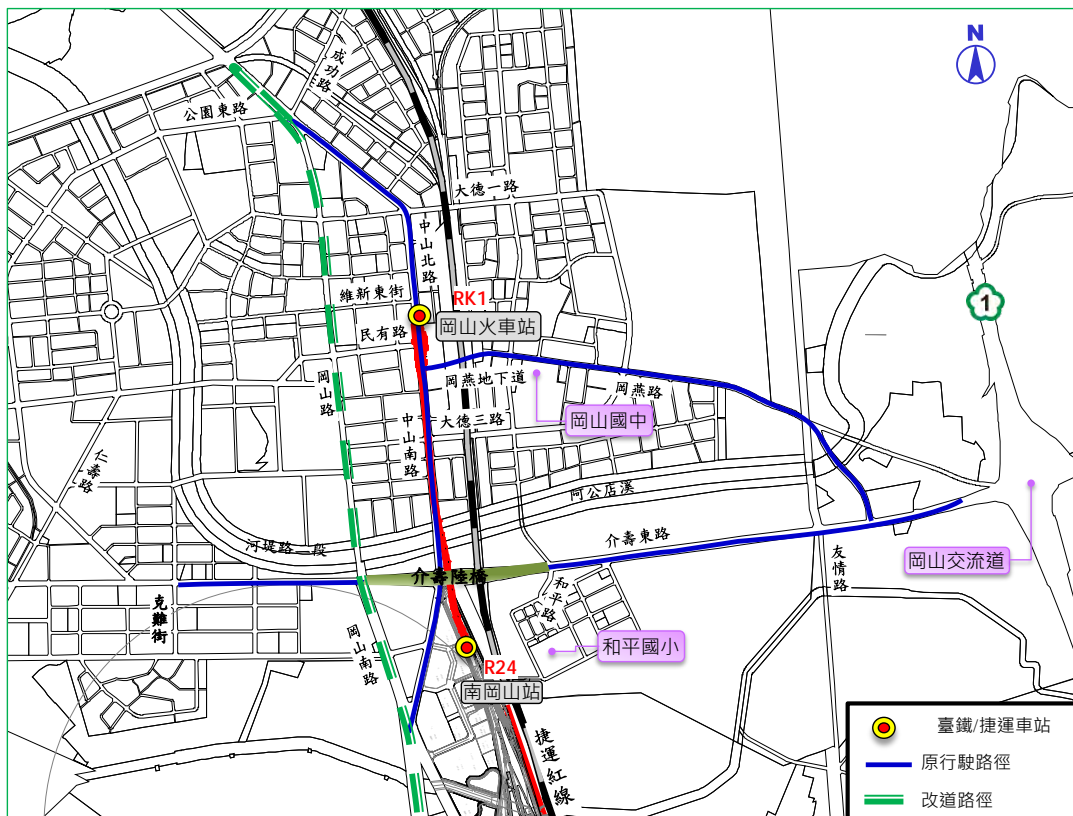 N
成功路
公園東路
大德一路
中山北路
維新東街
RK1
1
岡山火車站
民有路
岡燕地下道
岡燕路
岡山路
岡山國中
大德三路
中山南路
仁壽路
阿公店溪
河堤路一段
介壽東路
友情路
岡山交流道
介壽陸橋
和平路
克難街
岡山南路
和平國小
R24
南岡山站
捷運紅線
臺鐵/捷運車站
原行駛路徑
改道路徑